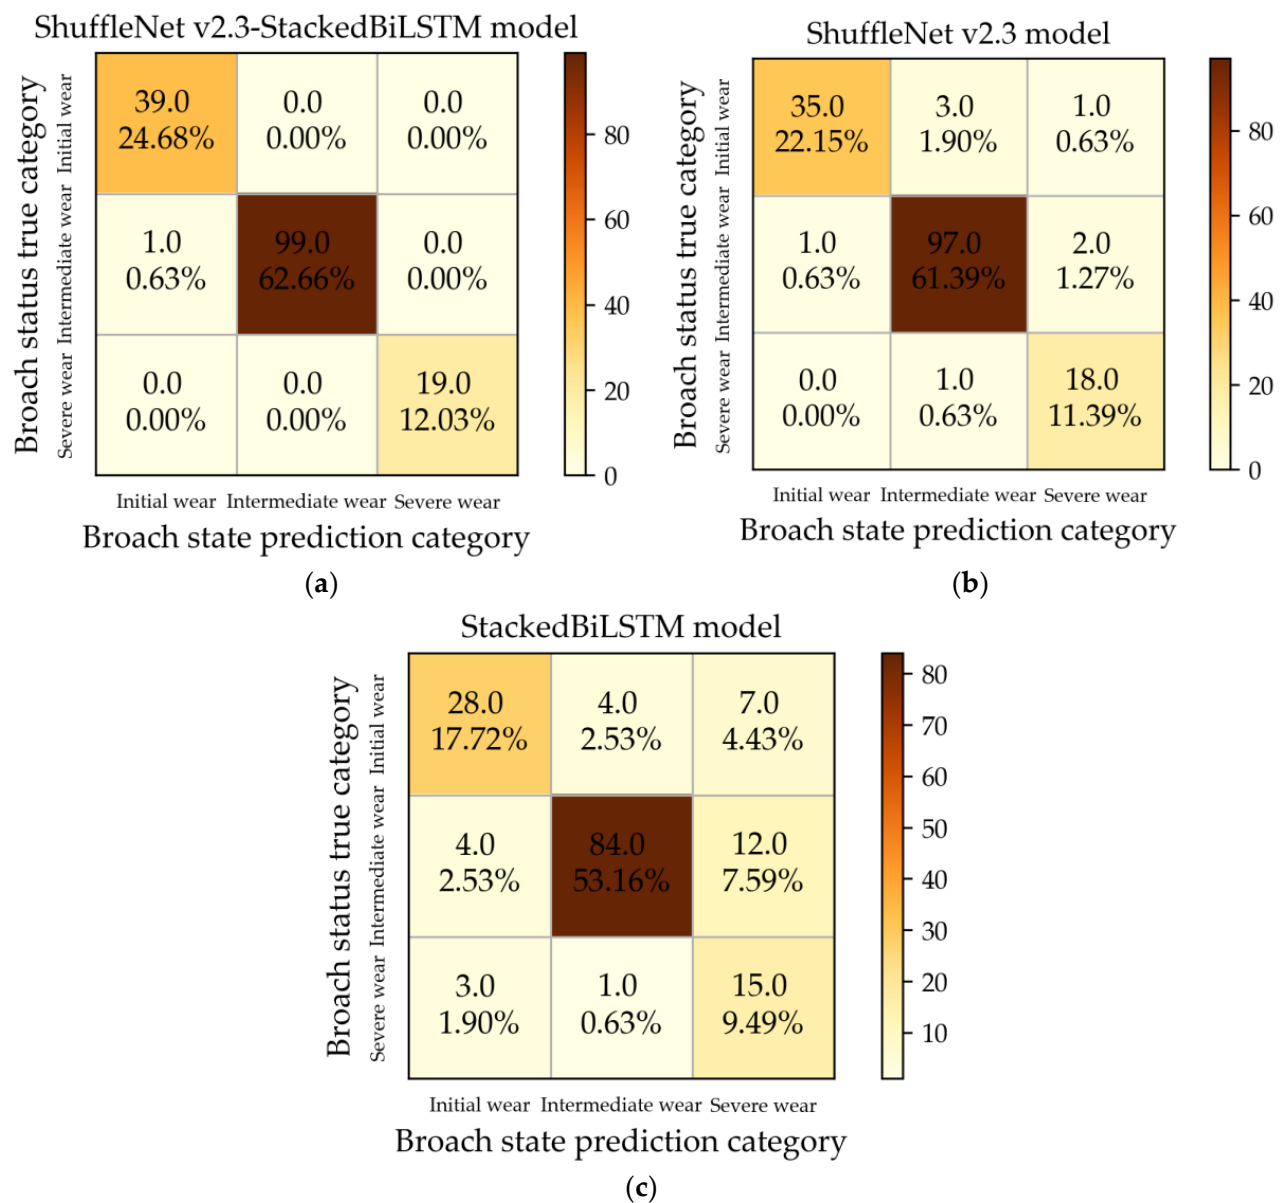 ShuffleNet v2.3-StackedBiLSTM model
Broach status true category
Initial wear
Intermediate wear
Severe wear
39.0 0.0 0.0
24.68% 0.00% 0.00%
1.0 99.0 0.0
0.63% 62.66% 0.00%
0.0 0.0 19.0
0.00% 0.00% 12.03%
80
60
40
20
0
Initial wear Intermediate wear Severe wear
Broach state prediction category
(a)
ShuffleNet v2.3 model
Broach status true category
Initial wear
Intermediate wear
Severe wear
35.0 3.0 1.0
22.15% 1.90% 0.63%
1.0 97.0 2.0
0.63% 61.39% 1.27%
0.0 1.0 18.0
0.00% 0.63% 11.39%
80
60
40
20
0
Initial wear Intermediate wear Severe wear
Broach state prediction category
(b)
StackedBiLSTM model
Broach status true category
Initial wear
Intermediate wear
Severe wear
28.0 4.0 7.0
17.72% 2.53% 4.43%
4.0 84.0 12.0
2.53% 53.16% 7.59%
3.0 1.0 15.0
1.90% 0.63% 9.49%
80
70
60
50
40
30
20
10
Initial wear Intermediate wear Severe wear
Broach state prediction category
(c)